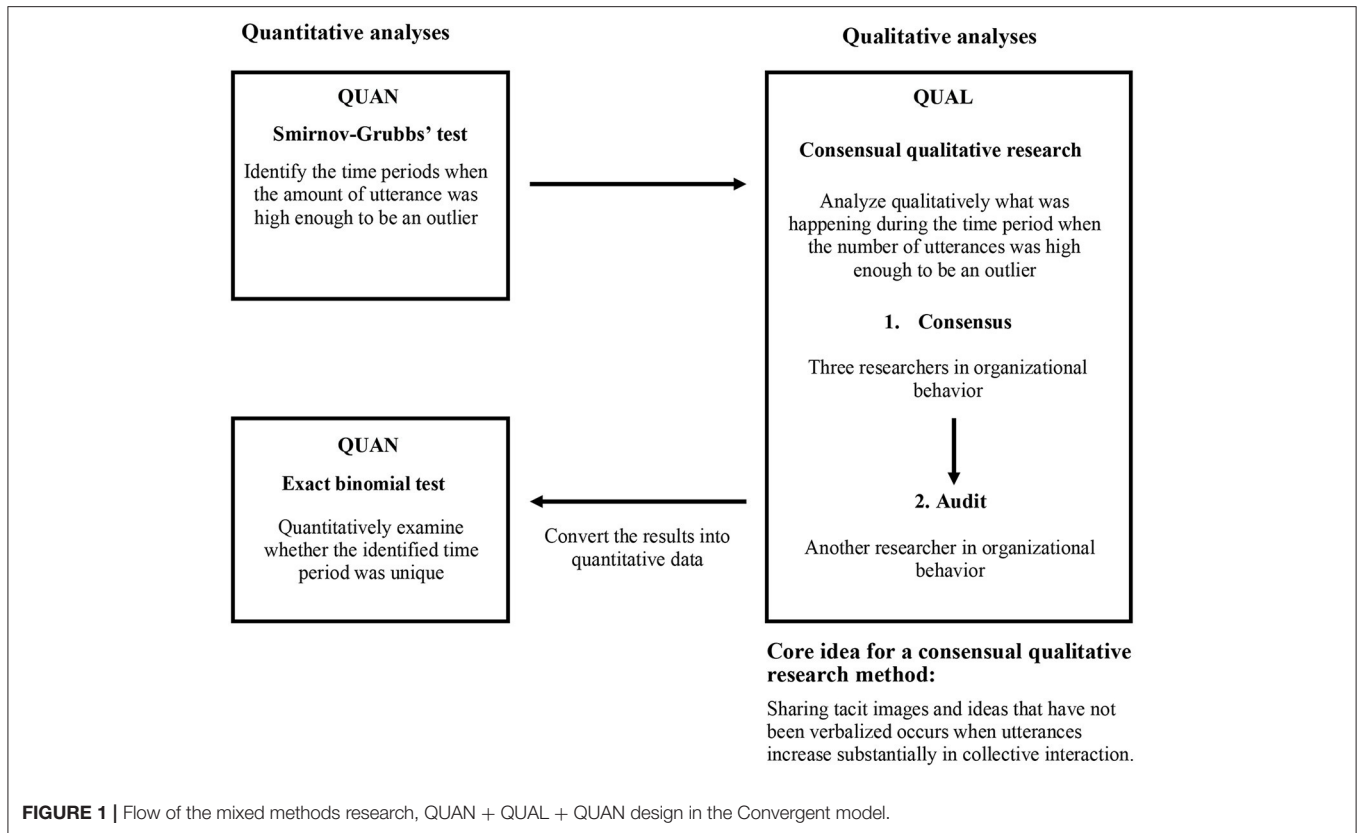 Quantitative analyses
QUAN
Smirnov-Grubbs’ test
Identify the time periods when
the amount of utterance was
high enough to be an outlier
Qualitative analyses
QUAL
Consensual qualitative research
Analyze qualitatively what was
happening during the time period when
the number of utterances was high
enough to be an outlier
1. Consensus
Three researchers in organizational
behavior
2. Audit
Another researcher in organizational
behavior
Convert the results into
quantitative data
QUAN
Exact binomial test
Quantitatively examine
whether the identified time
period was unique
Core idea for a consensual qualitative
research method:
Sharing tacit images and ideas that have not
been verbalized occurs when utterances
increase substantially in collective interaction.
FIGURE 1 | Flow of the mixed methods research, QUAN + QUAL + QUAN design in the Convergent model.